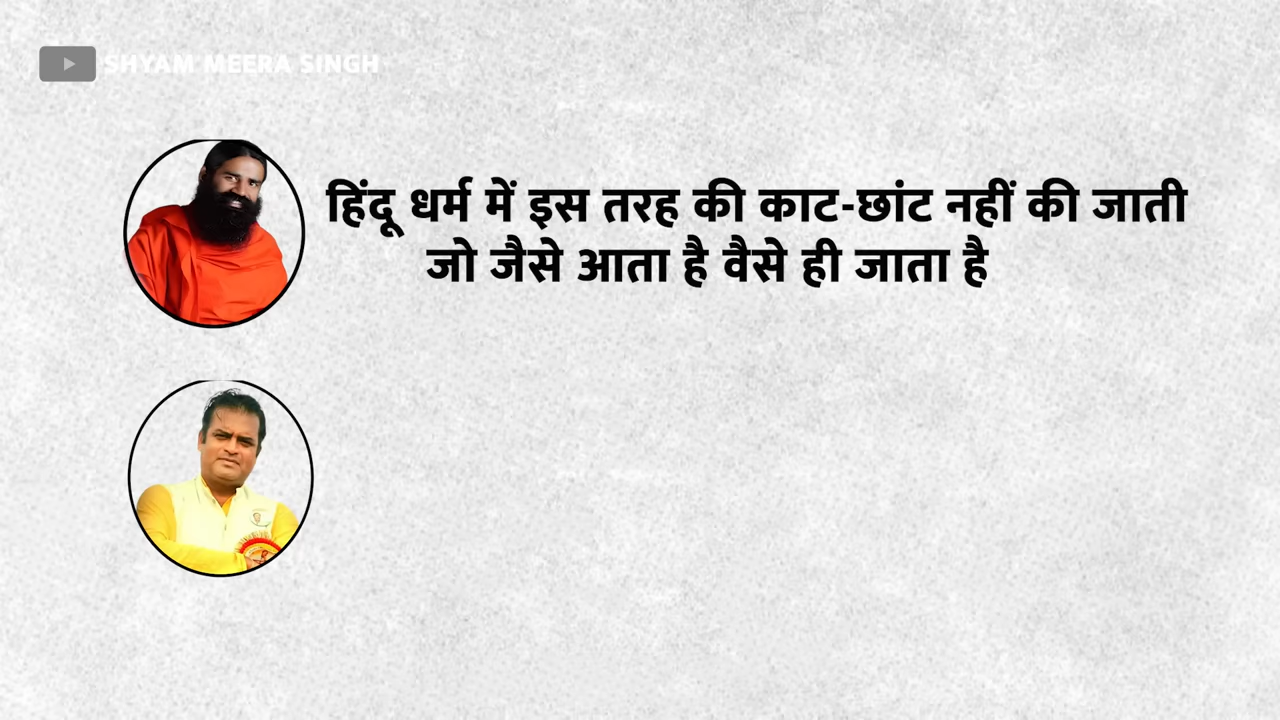 SHYAM MEERA SINGH
हिंदू धर्म में इस तरह की काट-छांट नहीं की जाती
जो जैसे आता है वैसे ही जाता है